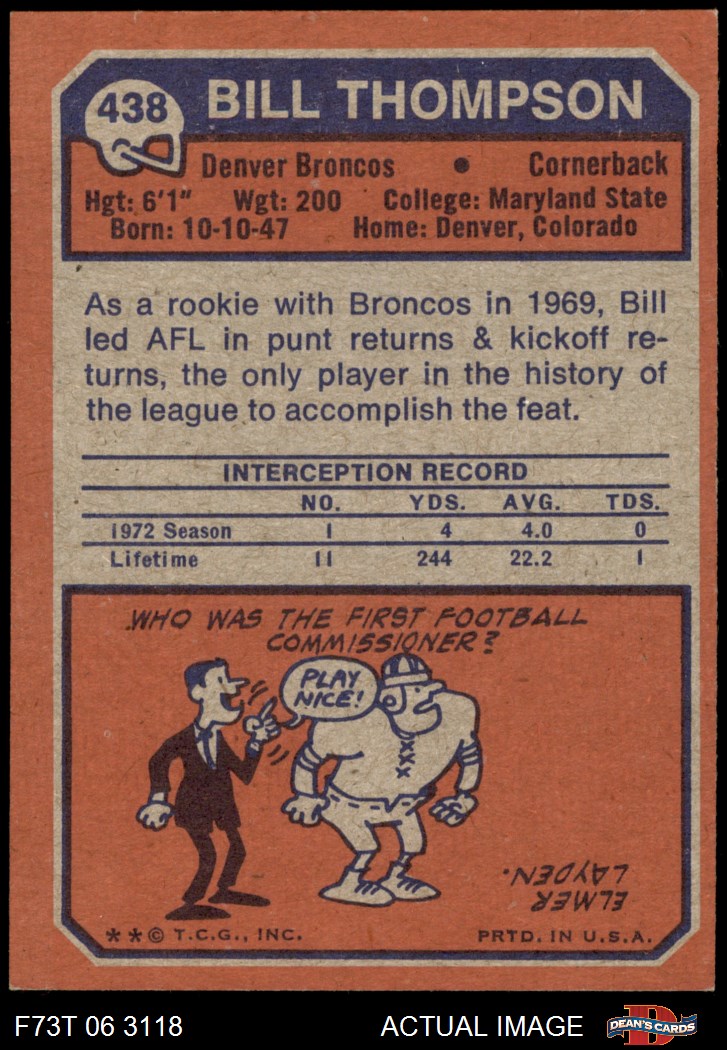 438 BILL THOMPSON
Denver Broncos • Cornerback
Hgt: 6'1" Wgt: 200 College: Maryland State
Born: 10-10-47 Home: Denver, Colorado
As a rookie with Broncos in 1969, Bill
led AFL in punt returns & kickoff re-
turns, the only player in the history of
the league to accomplish the feat.
INTERCEPTION RECORD
NO. YDS. AVG. TDS.
1972 Season 1 4 4.0 0
Lifetime 11 244 22.2 1
WHO WAS THE FIRST FOOTBALL
COMMISSIONER?
PLAY
NICE!
ELMER
LAYDEN.
**© T.C.G., INC. PRTD. IN U.S.A.
F73T 06 3118 ACTUAL IMAGE D DEAN'S CARDS